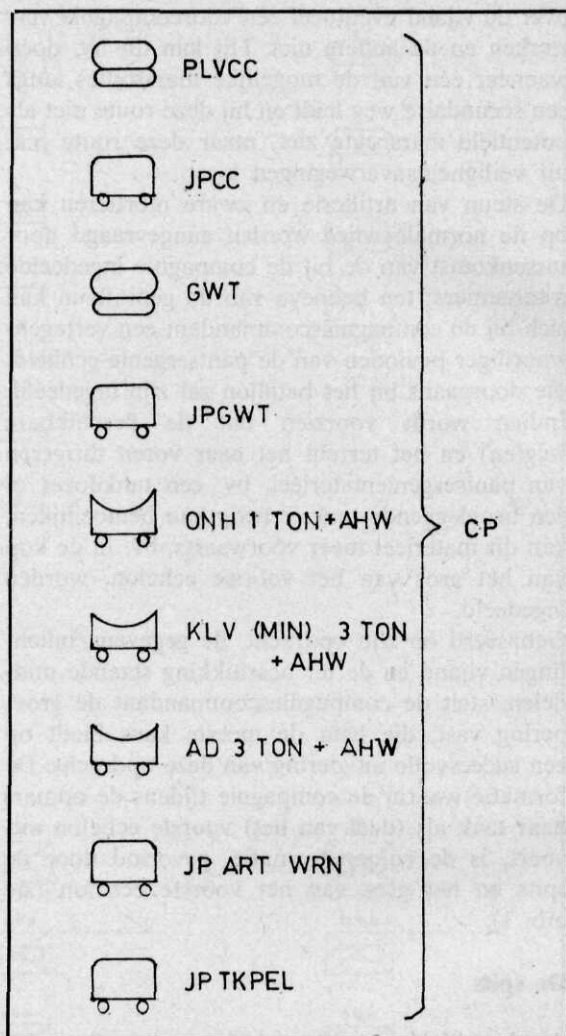 PLVCC
JPCC
GWT
JPGWT
ONH 1 TON + AHW
CP
KLV (MIN) 3 TON
+ AHW
AD 3 TON + AHW
JP ART WRN
JP TKPEL